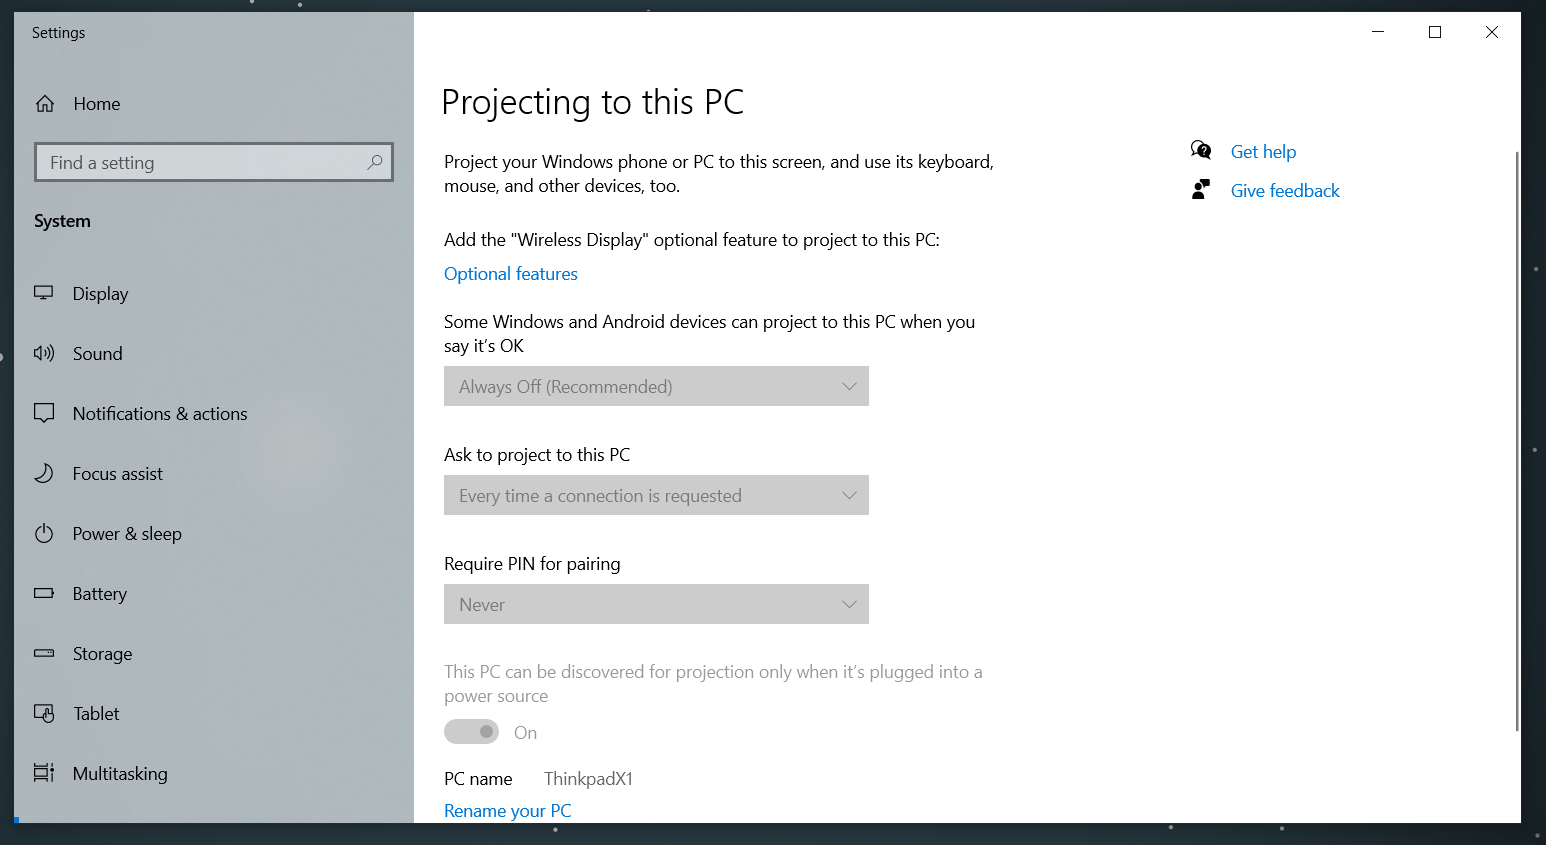 Settings
Home
Find a setting
System
Display
Sound
Notifications & actions
Focus assist
Power & sleep
Battery
Storage
Tablet
Multitasking
Projecting to this PC
Project your Windows phone or PC to this screen, and use its keyboard,
mouse, and other devices, too.
Add the "Wireless Display" optional feature to project to this PC:
Optional features
Some Windows and Android devices can project to this PC when you
say it’s OK
Always Off (Recommended)
Ask to project to this PC
Every time a connection is requested
Require PIN for pairing
Never
This PC can be discovered for projection only when it’s plugged into a
power source
On
PC name ThinkpadX1
Rename your PC
Get help
Give feedback